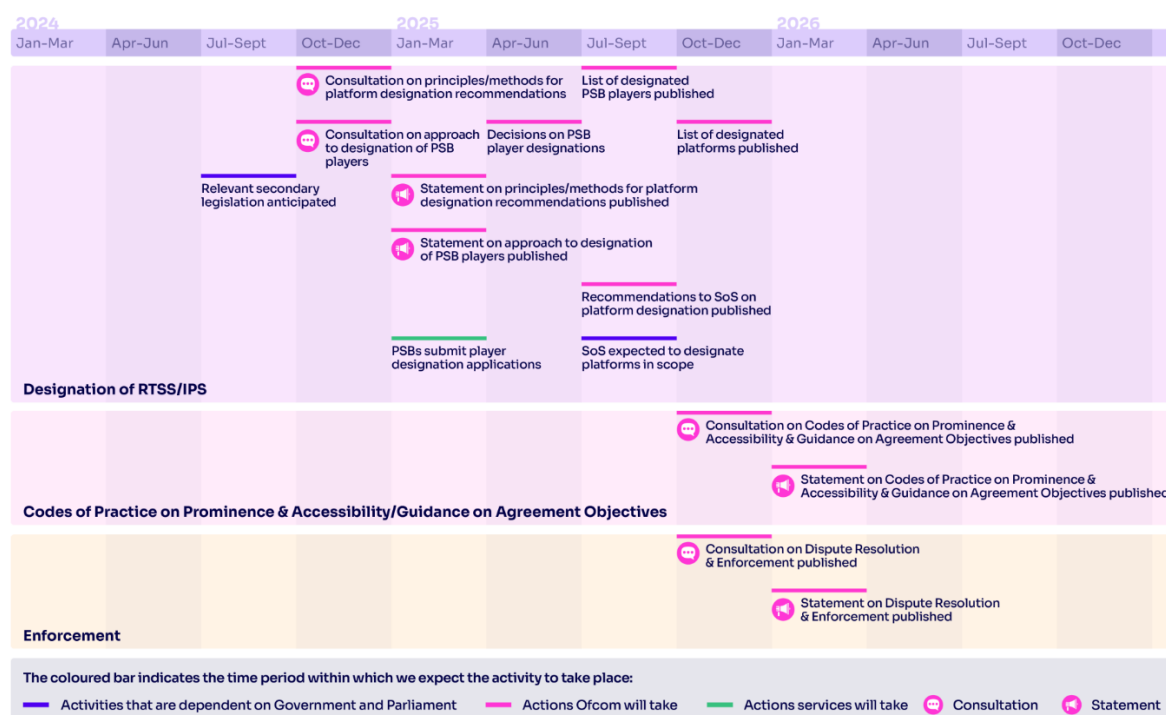 2024 2025 2026
Jan-Mar Apr-Jun Jul-Sept Oct-Dec Jan-Mar Apr-Jun Jul-Sept Oct-Dec Jan-Mar Apr-Jun Jul-Sept Oct-Dec
Consultation on principles/methods for
platform designation recommendations
List of designated
PSB players published
Consultation on approach
to designation of PSB
players
Decisions on PSB
player designations
List of designated
platforms published
Relevant secondary
legislation anticipated
Statement on principles/methods for platform
designation recommendations published
Statement on approach to designation
of PSB players published
Recommendations to SoS on
platform designation published
PSBs submit player
designation applications
SoS expected to designate
platforms in scope
Designation of RTSS/IPS
Consultation on Codes of Practice on Prominence &
Accessibility & Guidance on Agreement Objectives published
Statement on Codes of Practice on Prominence &
Accessibility & Guidance on Agreement Objectives published
Codes of Practice on Prominence & Accessibility/Guidance on Agreement Objectives
Consultation on Dispute Resolution
& Enforcement published
Statement on Dispute Resolution
& Enforcement published
Enforcement
The coloured bar indicates the time period within which we expect the activity to take place:
Activities that are dependent on Government and Parliament Actions Ofcom will take Actions services will take Consultation Statement